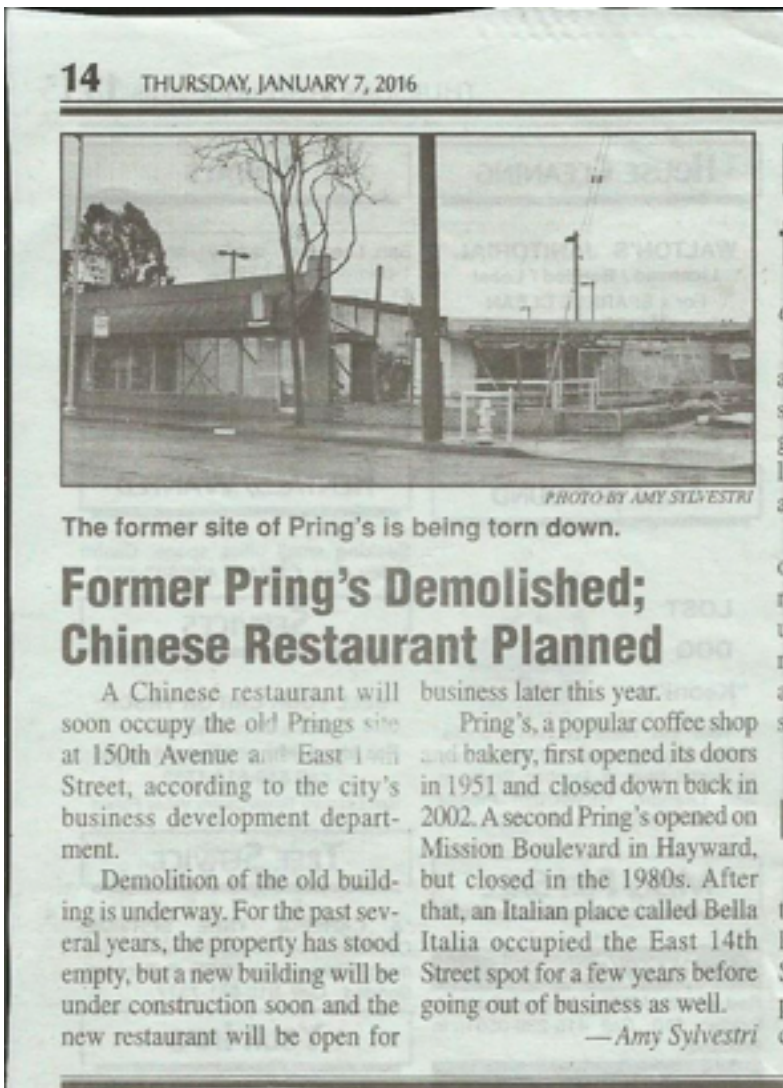 14 THURSDAY, JANUARY 7, 2016
PHOTO BY AMY SYLVESTRI
The former site of Pring's is being torn down.
Former Pring's Demolished;
Chinese Restaurant Planned
A Chinese restaurant will
soon occupy the old Prings site
at 150th Avenue East
Street, according to the city's
business development depart-
ment.
Demolition of the old build-
ing is underway. For the past sev-
eral years, the property has stood
empty, but a new building will be
under construction soon and the
new restaurant will be open for
business later this year.
Pring's, a popular coffee shop
bakery, first opened its doors
in 1951 and closed down back in
2002. A second Pring's opened on
Mission Boulevard in Hayward,
but closed in the 1980s. After
that, an Italian place called Bella
Italia occupied the East 14th
Street spot for a few years before
going out of business as well.
—Amy Sylvestri